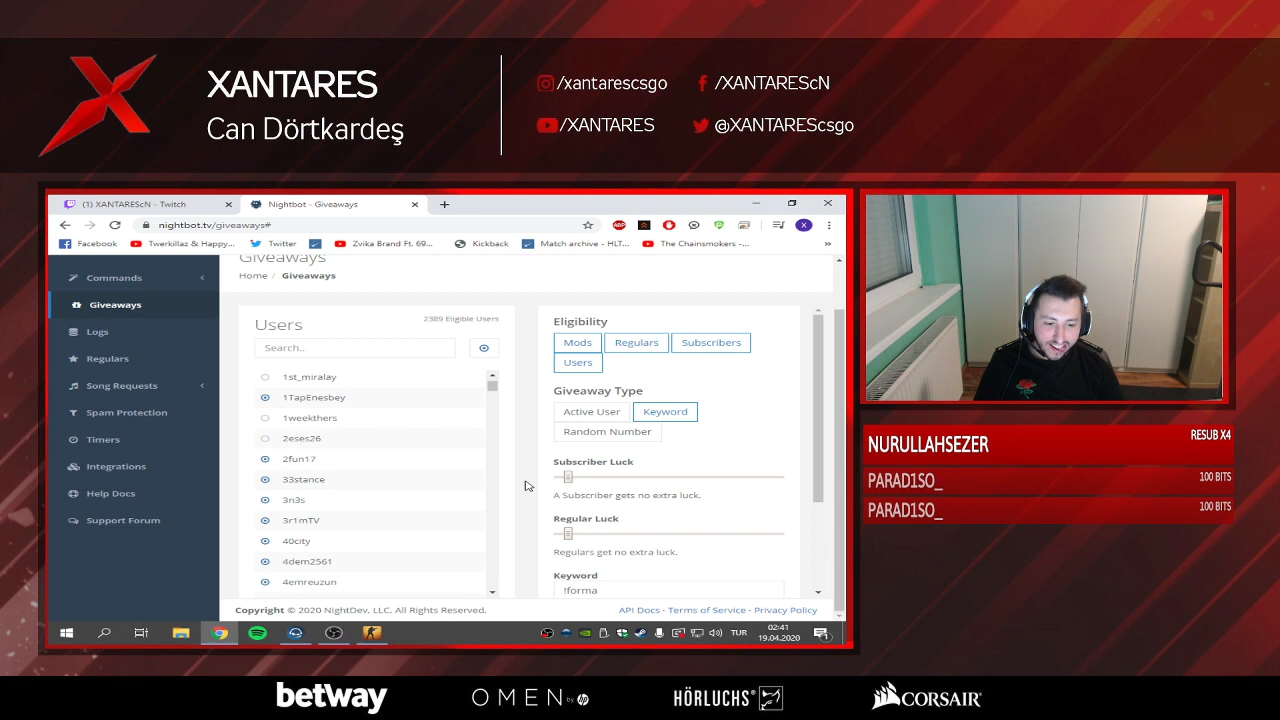 XANTARES
Can Dörtkardeş
/xantarescsgo
/XANTAREScN
/XANTARES
@XANTAREScsgo
(1) XANTAREScN - Twitch
Nightbot - Giveaways
nightbot.tv/giveaways#
ABP
X
Facebook
Twerkillaz & Happy...
Twitter
Zvika Brand Ft. 69...
Kickback
Match archive - HLT...
The Chainsmokers -...
»
Commands
Giveaways
Logs
Regulars
Song Requests
Spam Protection
Timers
Integrations
Help Docs
Support Forum
Giveaways
Home / Giveaways
Users
2389 Eligible Users
Search..
1st_miralay
1TapEnesbey
1weekthers
2eses26
2fun17
33stance
3n3s
3r1mTV
40city
4dem2561
4emreuzun
Eligibility
Mods
Regulars
Subscribers
Users
Giveaway Type
Active User
Keyword
Random Number
Subscriber Luck
A Subscriber gets no extra luck.
Regular Luck
Regulars get no extra luck.
Keyword
!forma
Copyright © 2020 NightDev, LLC. All Rights Reserved.
API Docs - Terms of Service - Privacy Policy
TUR
02:41
19.04.2020
NURULLAHSEZER
RESUB X4
PARAD1SO_
100 BITS
PARAD1SO_
100 BITS
betway
OMEN by hp
HÖRLUCHS®
CORSAIR